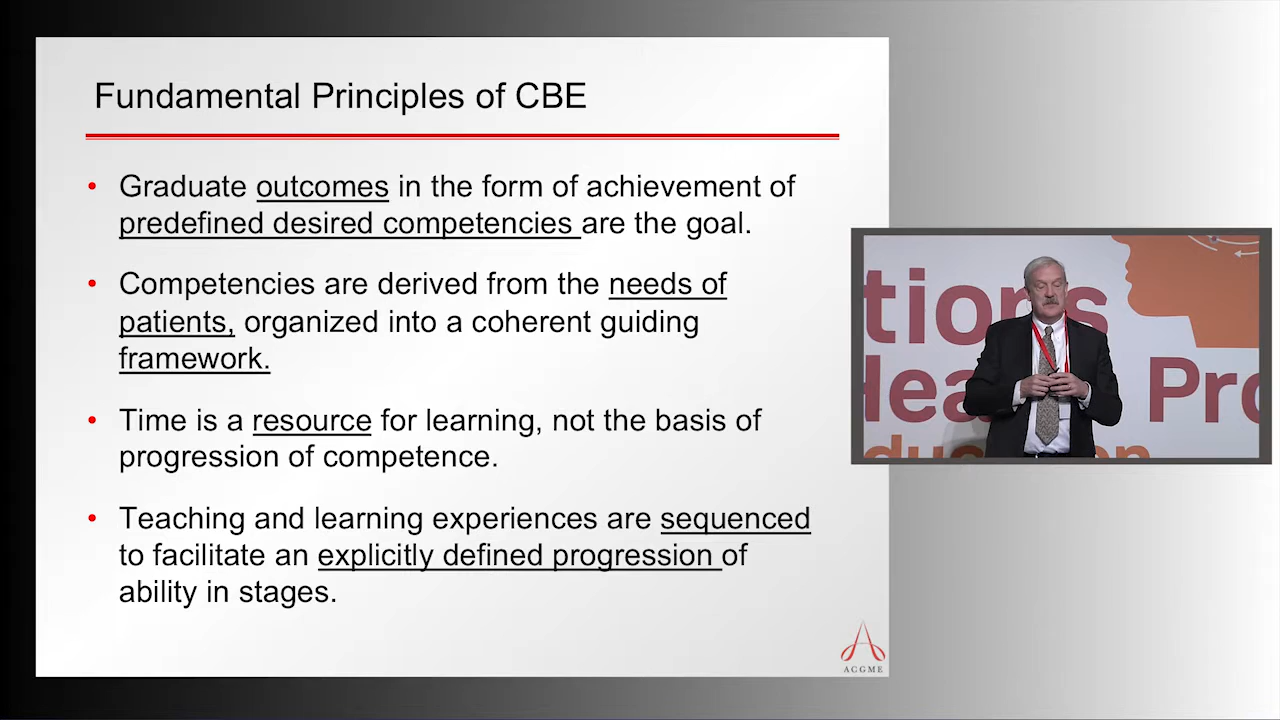 Fundamental Principles of CBE
• Graduate outcomes in the form of achievement of
predefined desired competencies are the goal.
• Competencies are derived from the needs of
patients, organized into a coherent guiding
framework.
• Time is a resource for learning, not the basis of
progression of competence.
• Teaching and learning experiences are sequenced
to facilitate an explicitly defined progression of
ability in stages.
ACGME
tions
Hea Pro